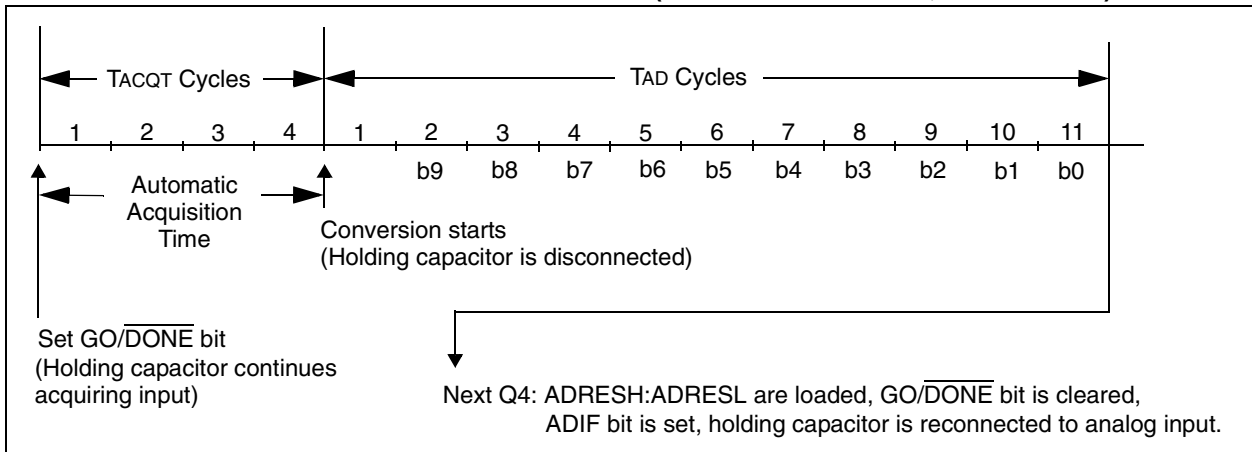 TACQT Cycles
TAD Cycles
1 2 3 4 1 2 3 4 5 6 7 8 9 10 11
b9 b8 b7 b6 b5 b4 b3 b2 b1 b0
Automatic
Acquisition
Time
Conversion starts
(Holding capacitor is disconnected)
Set GO/DONE bit
(Holding capacitor continues
acquiring input)
Next Q4: ADRESH:ADRESL are loaded, GO/DONE bit is cleared,
ADIF bit is set, holding capacitor is reconnected to analog input.